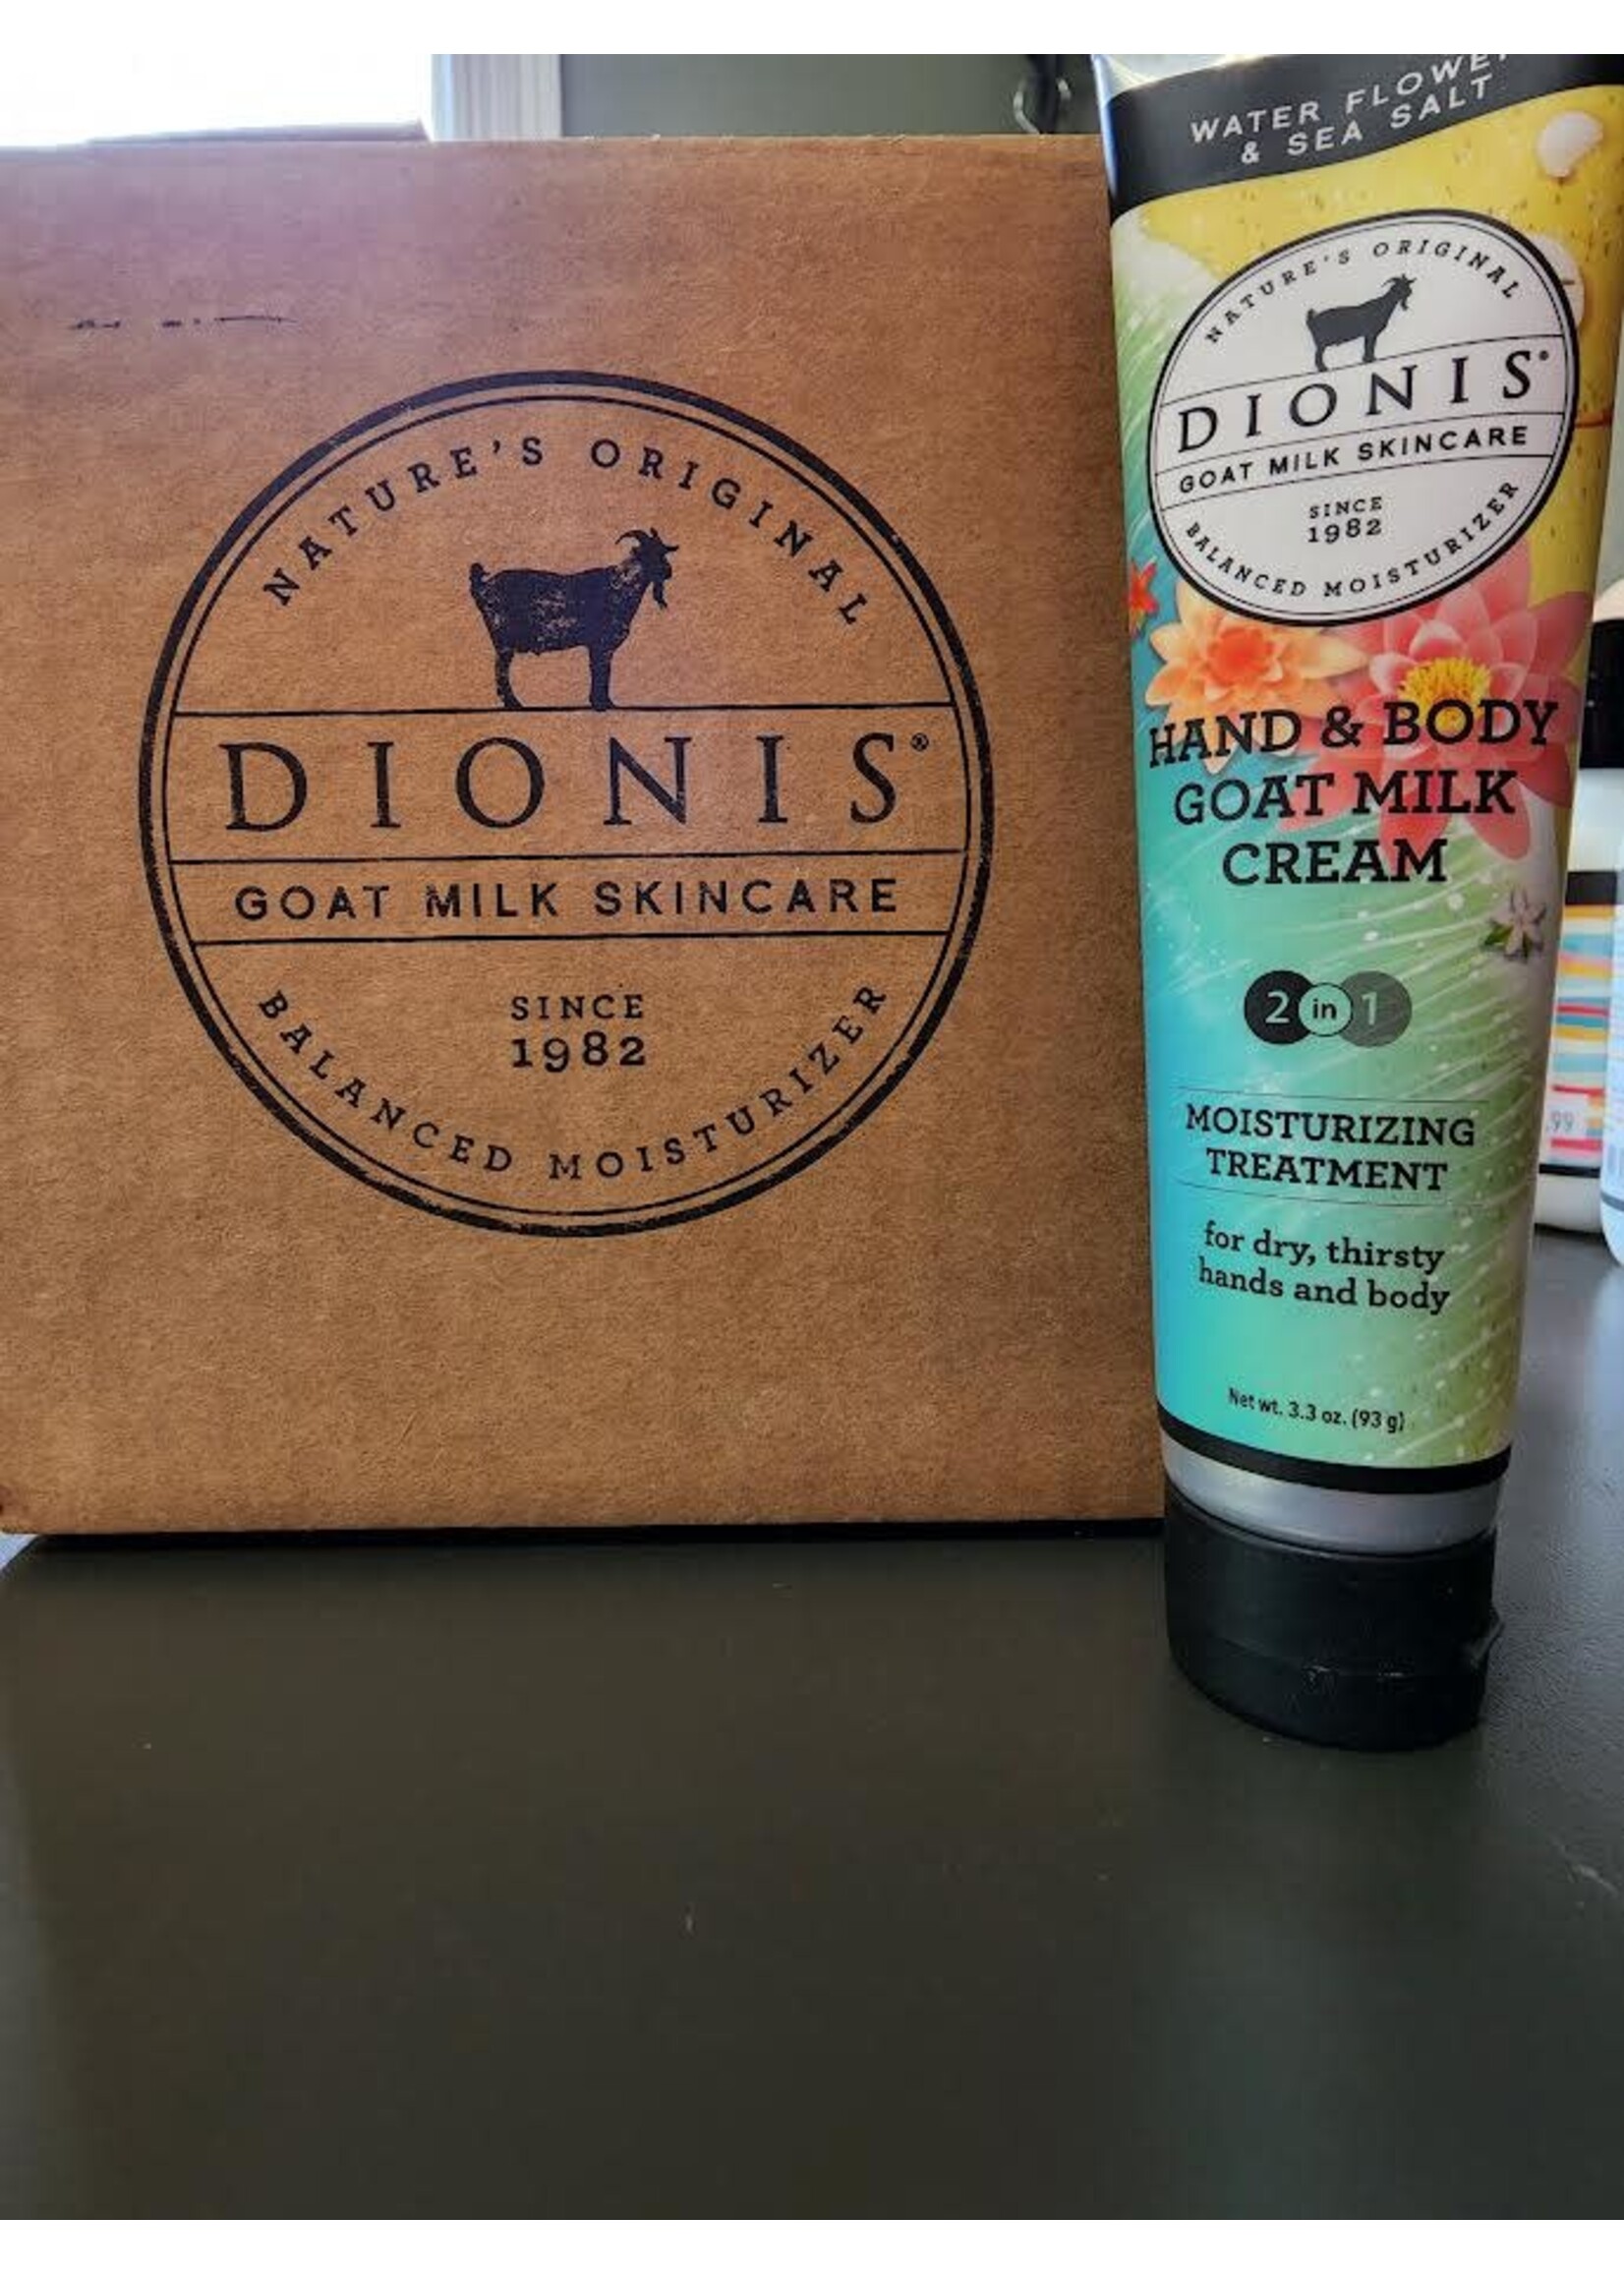 NATURE'S ORIGINAL
DIONIS®
GOAT MILK SKINCARE
SINCE
1982
BALANCED MOISTURIZER
WATER FLOWER
& SEA SALT
NATURE'S ORIGINAL
DIONIS®
GOAT MILK SKINCARE
SINCE
1982
BALANCED MOISTURIZER
HAND & BODY
GOAT MILK
CREAM
2 in 1
MOISTURIZING
TREATMENT
for dry, thirsty
hands and body
Net wt. 3.3 oz. (93 g)
.99